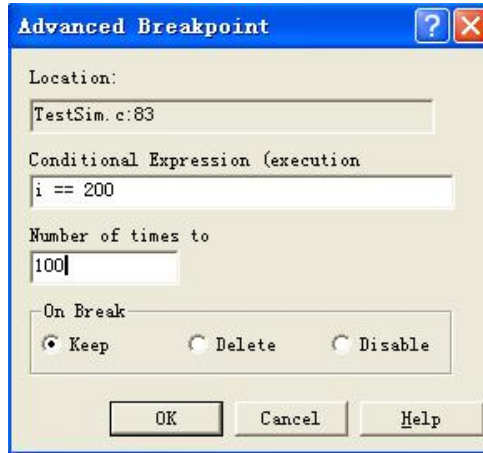 Advanced Breakpoint
Location:
TestSim.c:83
Conditional Expression (execution
i == 200
Number of times to
100
On Break
Keep Delete Disable
OK Cancel Help